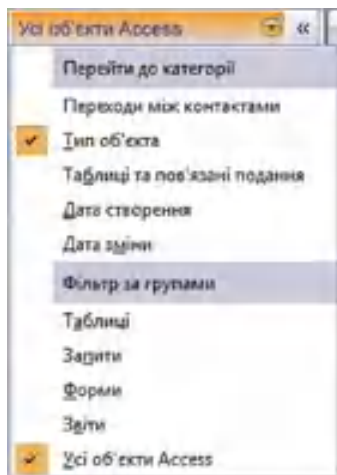 Усі об'єкти Access «
Перейти до категорії
Переходи між контактами
Тип об'єкта
Таблиці та пов'язані подання
Дата створення
Дата зміни
Фільтр за групами
Таблиці
Запити
Форми
Звіти
Усі об'єкти Access